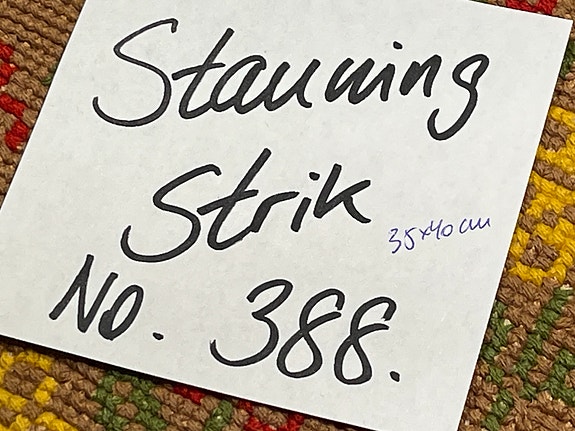 Stauning
Strik
35x40 cm
No. 388.